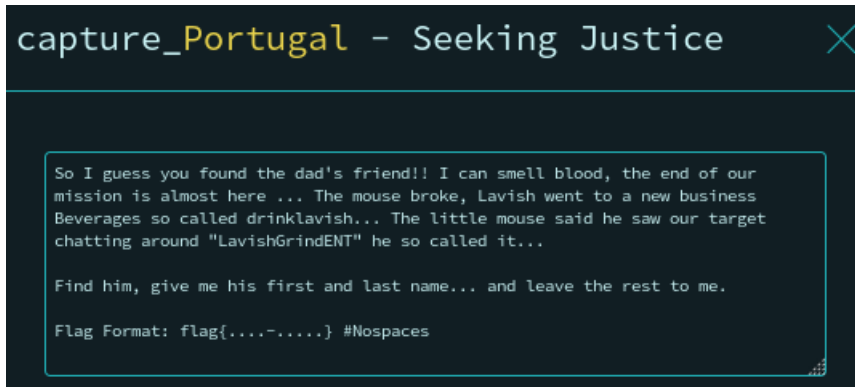 capture_Portugal - Seeking Justice
So I guess you found the dad's friend!! I can smell blood, the end of our
mission is almost here ... The mouse broke, Lavish went to a new business
Beverages so called drinklavish... The little mouse said he saw our target
chatting around "LavishGrindENT" he so called it...
Find him, give me his first and last name... and leave the rest to me.
Flag Format: flag{....-.....} #Nospaces